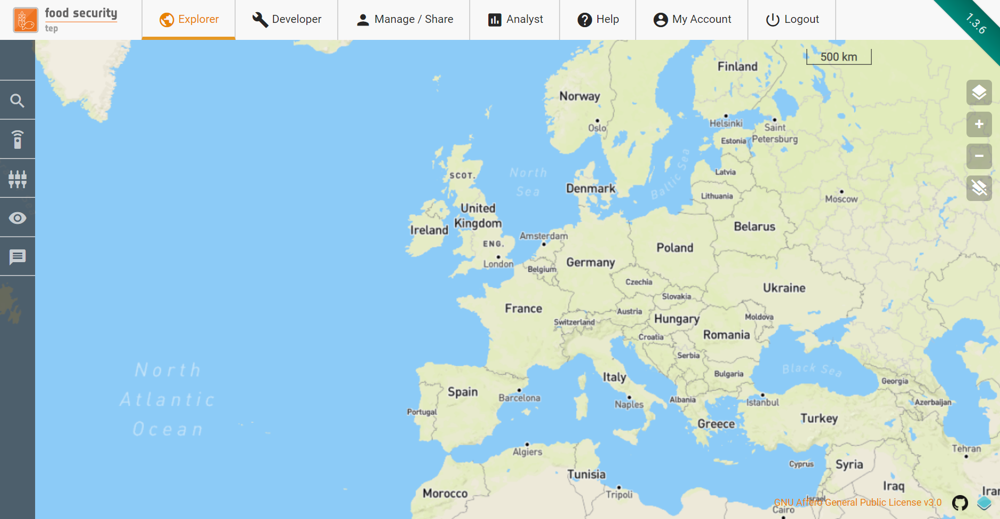 food security
tep
Explorer
Developer
Manage / Share
Analyst
Help
My Account
Logout
1.3.6
500 km
Finland
Norway
Oslo
Helsinki
Saint
Petersburg
Estonia
North
Sea
Baltic Sea
SCOT.
Latvia
Denmark
Lithuania
Moscow
United
Kingdom
Ireland
Belarus
Amsterdam
ENG.
London
Poland
Germany
Belgium
Czechia
Ukraine
Slovakia
France
Austria
Switzerland
Hungary
Moldova
Croatia
Romania
Serbia
North
Atlantic
Ocean
Black Sea
Bulgaria
Italy
Georgia
Spain
Barcelona
Naples
Albania
Istanbul
Azerbaijan
Portugal
Greece
Turkey
Algiers
Tehran
Cyprus
Syria
Tunisia
Iraq
Morocco
Tripoli
Iran
Israel
GNU Affero General Public License v3.0
Cairo